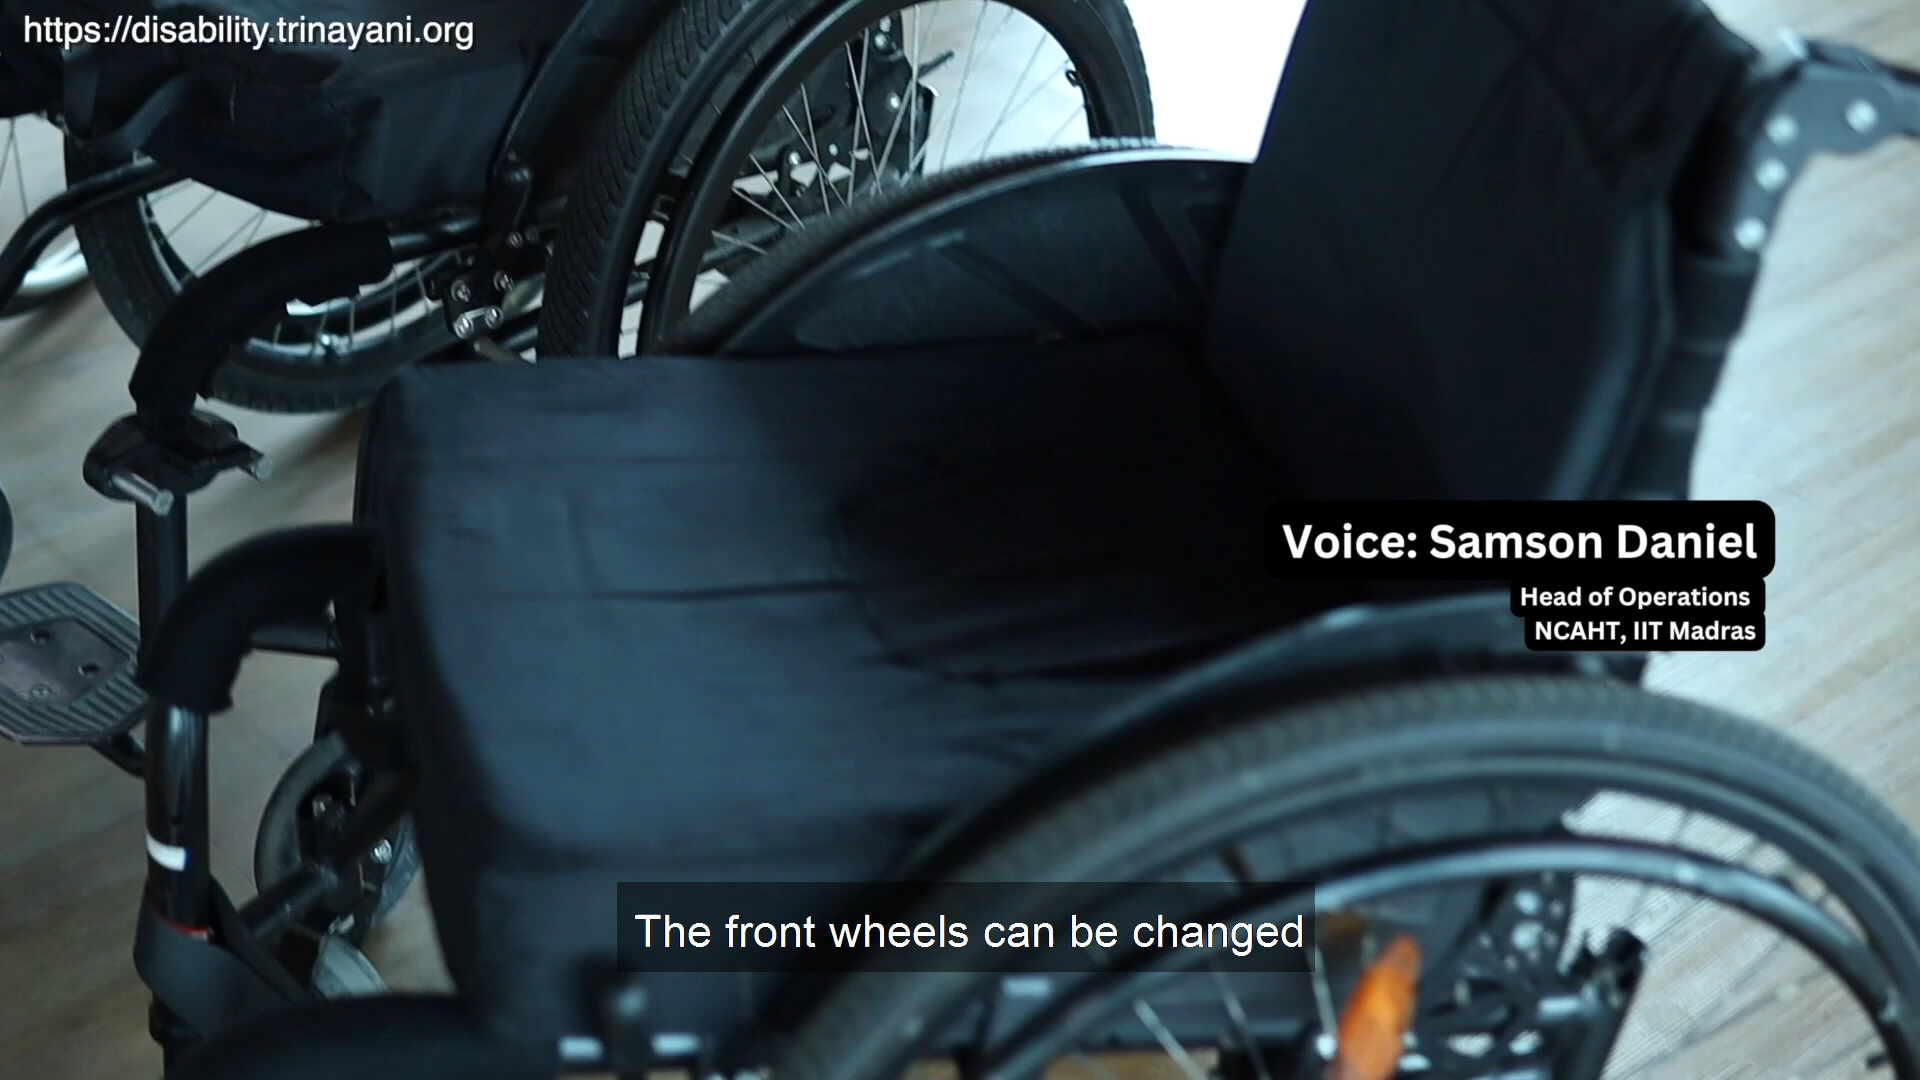 https://disability.trinayani.org
Voice: Samson Daniel
Head of Operations
NCAHT, IIT Madras
The front wheels can be changed